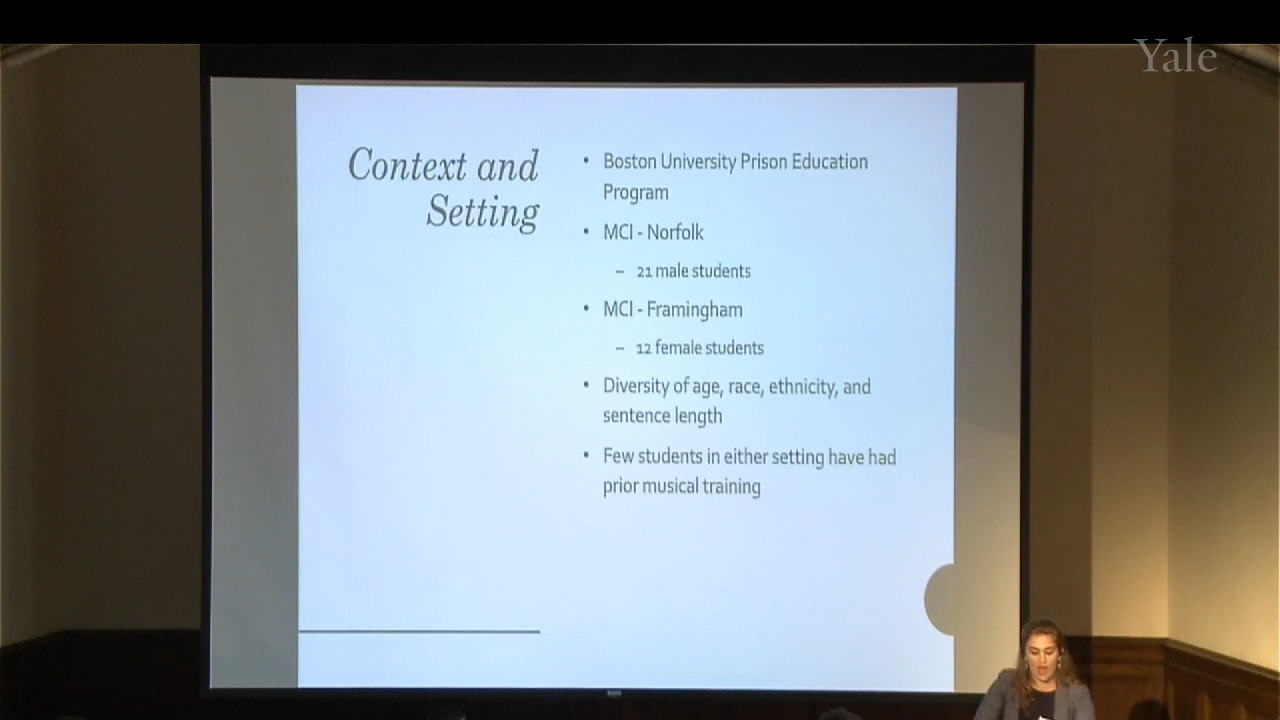 Yale
Context and
Setting
• Boston University Prison Education
Program
• MCI - Norfolk
– 21 male students
• MCI - Framingham
– 12 female students
• Diversity of age, race, ethnicity, and
sentence length
• Few students in either setting have had
prior musical training